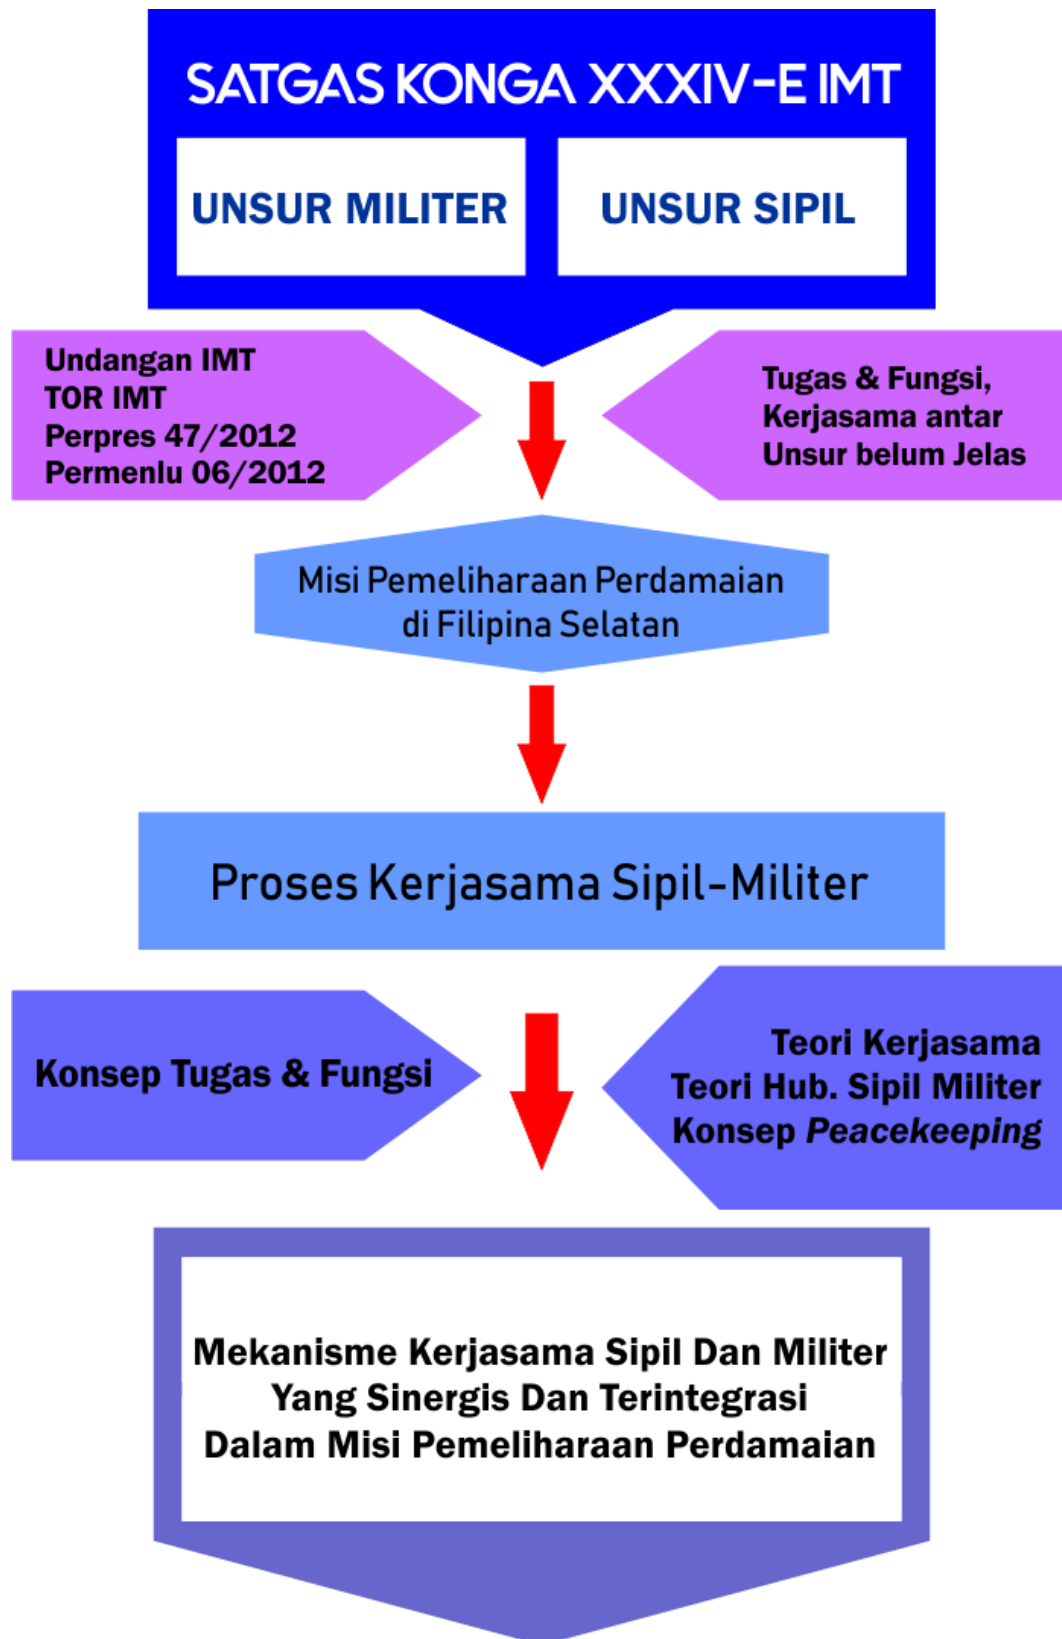 SATGAS KONGA XXXIV-E IMT
UNSUR MILITER
UNSUR SIPIL
Undangan IMT
TOR IMT
Perpres 47/2012
Permenlu 06/2012
Tugas & Fungsi,
Kerjasama antar
Unsur belum Jelas
Misi Pemeliharaan Perdamaian
di Filipina Selatan
Proses Kerjasama Sipil-Militer
Konsep Tugas & Fungsi
Teori Kerjasama
Teori Hub. Sipil Militer
Konsep Peacekeeping
Mekanisme Kerjasama Sipil Dan Militer
Yang Sinergis Dan Terintegrasi
Dalam Misi Pemeliharaan Perdamaian